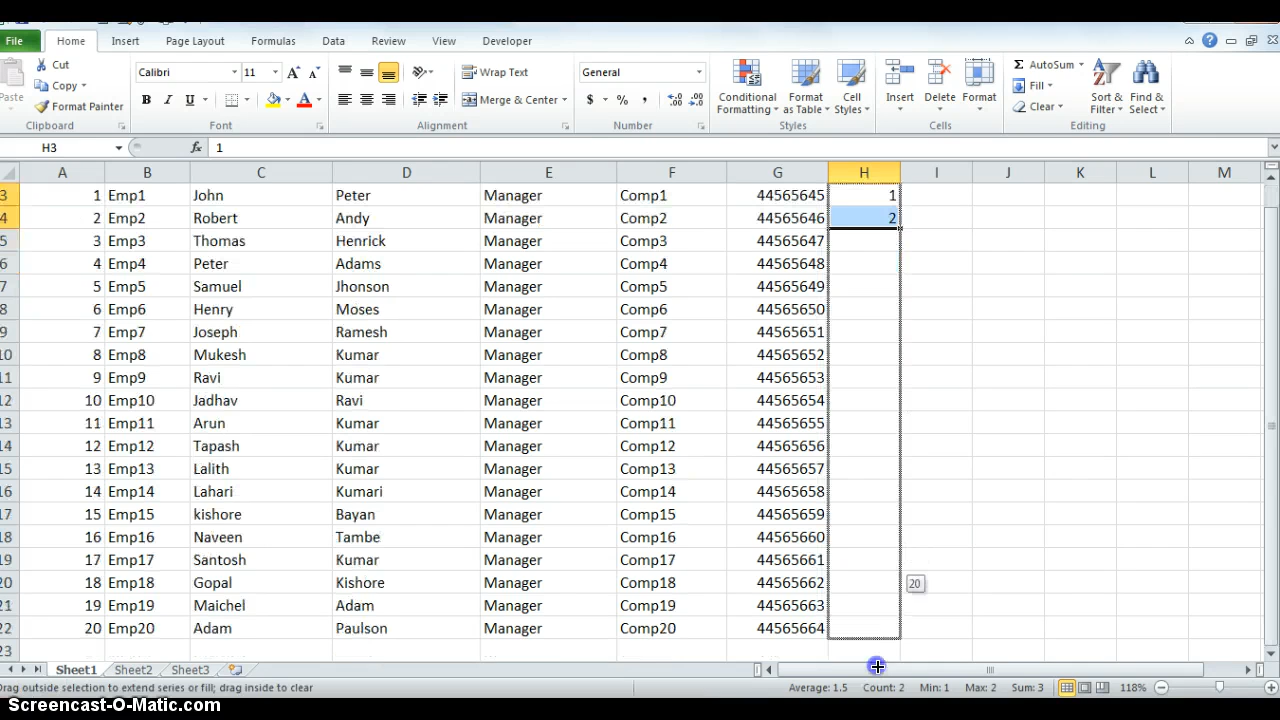 File Home Insert Page Layout Formulas Data Review View Developer
Cut Calibri 11 Wrap Text General AutoSum
Copy Fill
Paste Format Painter B I U Merge & Center $ % , Conditional Formatting Format as Table Cell Styles Insert Delete Format Clear Sort & Filter Find & Select
Clipboard Font Alignment Number Styles Cells Editing
H3 fx 1
A B C D E F G H I J K L M
3 1 Emp1 John Peter Manager Comp1 44565645 1
4 2 Emp2 Robert Andy Manager Comp2 44565646 2
5 3 Emp3 Thomas Henrick Manager Comp3 44565647
6 4 Emp4 Peter Adams Manager Comp4 44565648
7 5 Emp5 Samuel Jhonson Manager Comp5 44565649
8 6 Emp6 Henry Moses Manager Comp6 44565650
9 7 Emp7 Joseph Ramesh Manager Comp7 44565651
10 8 Emp8 Mukesh Kumar Manager Comp8 44565652
11 9 Emp9 Ravi Kumar Manager Comp9 44565653
12 10 Emp10 Jadhav Ravi Manager Comp10 44565654
13 11 Emp11 Arun Kumar Manager Comp11 44565655
14 12 Emp12 Tapash Kumar Manager Comp12 44565656
15 13 Emp13 Lalith Kumar Manager Comp13 44565657
16 14 Emp14 Lahari Kumari Manager Comp14 44565658
17 15 Emp15 kishore Bayan Manager Comp15 44565659
18 16 Emp16 Naveen Tambe Manager Comp16 44565660
19 17 Emp17 Santosh Kumar Manager Comp17 44565661
20 18 Emp18 Gopal Kishore Manager Comp18 44565662 20
21 19 Emp19 Maichel Adam Manager Comp19 44565663
22 20 Emp20 Adam Paulson Manager Comp20 44565664
23
Sheet1 Sheet2 Sheet3
Drag outside selection to extend series or fill; drag inside to clear Average: 1.5 Count: 2 Min: 1 Max: 2 Sum: 3 118%
Screencast-O-Matic.com